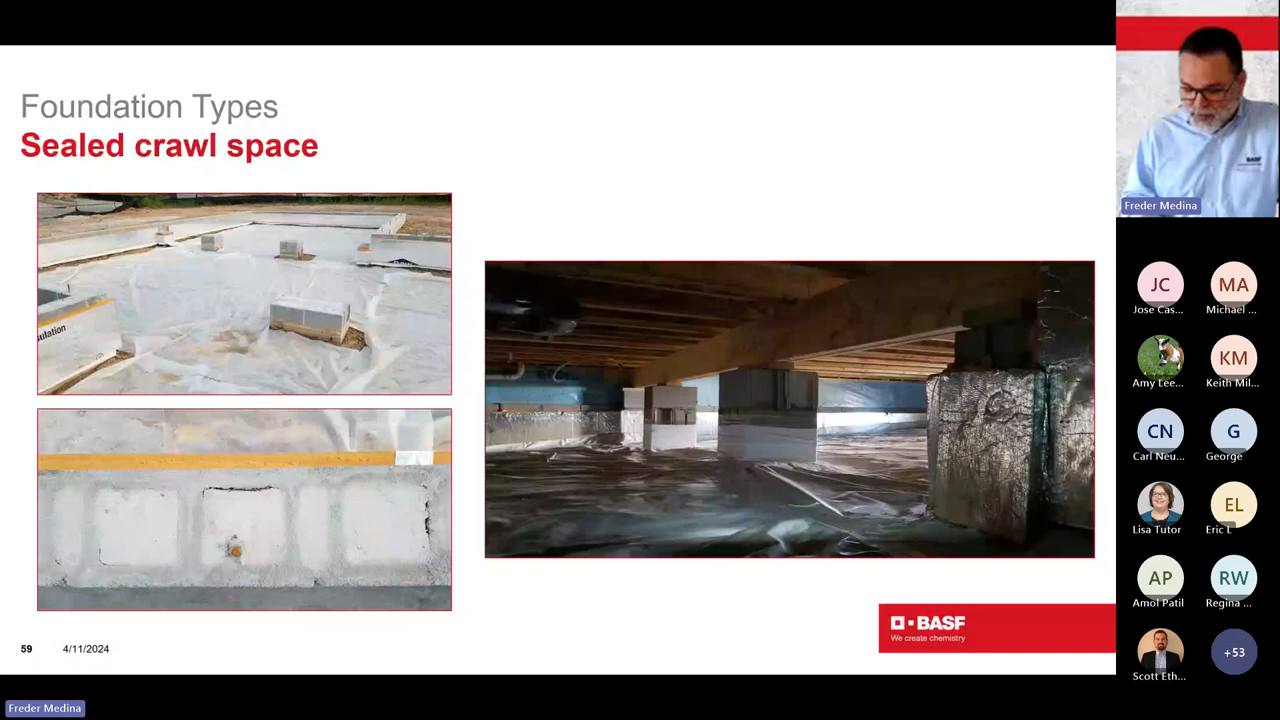 Foundation Types
Sealed crawl space
ulation
BASF
We create chemistry
59
4/11/2024
BASF
Freder Medina
JC
Jose Cas...
MA
Michael ...
Amy Lee...
KM
Keith Mil...
CN
Carl Neu...
G
George
Lisa Tutor
EL
Eric L
AP
Amol Patil
RW
Regina ...
Scott Eth...
+53
Freder Medina